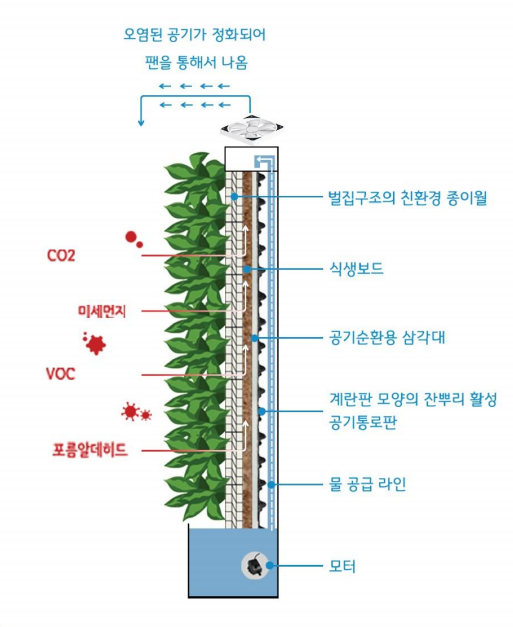 오염된 공기가 정화되어
팬을 통해서 나옴
벌집구조의 친환경 종이월
CO2
식생보드
미세먼지
공기순환용 삼각대
VOC
계란판 모양의 잔뿌리 활성
공기통로판
포름알데히드
물 공급 라인
모터